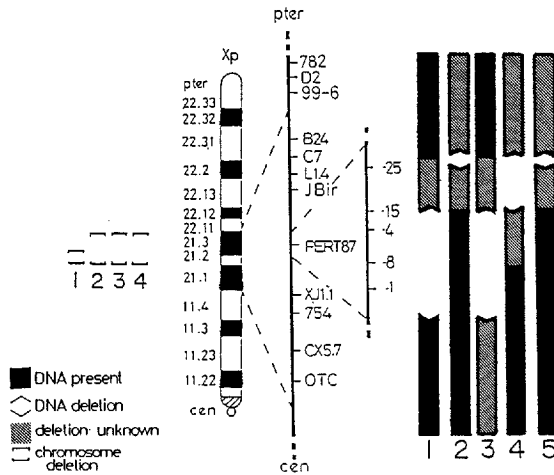 pter
Xp
pter
22.33
22.32
22.31
22.2
22.13
22.12
22.11
21.3
21.2
21.1
11.4
11.3
11.23
11.22
cen
782
D2
99-6
B24
C7
L1.4
JBir
PERT87
XJ1.1
754
CX5.7
OTC
cen
-25
-15
-4
-8
-1
1 2 3 4
1 2 3 4 5
DNA present
DNA deletion
deletion unknown
chromosome
deletion